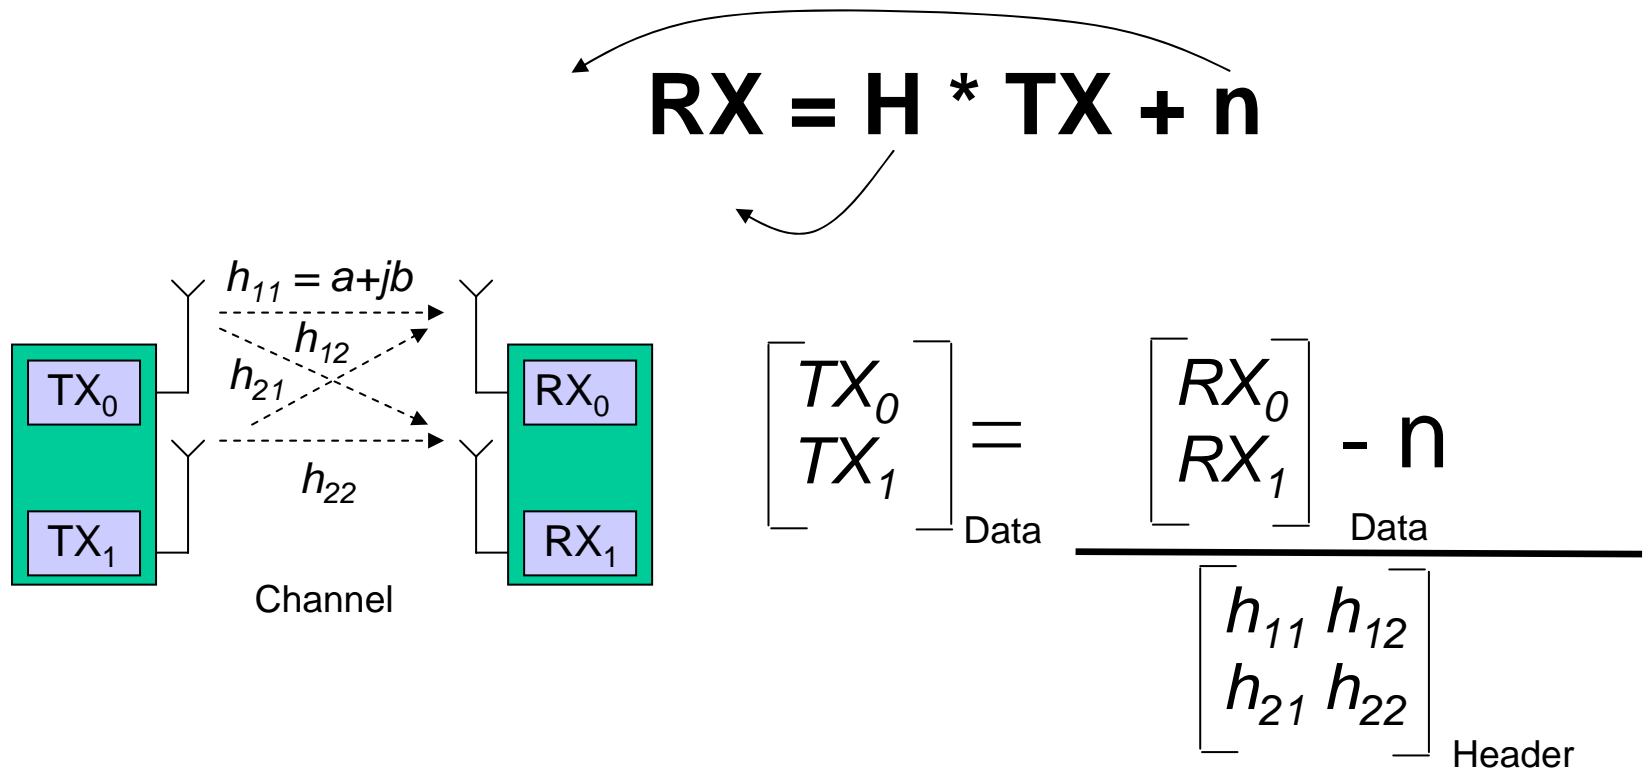 RX = H * TX + n
h11 = a+jb
h12
h21
TX0
RX0
h22
TX1
RX1
Channel
TX0
TX1
Data
=
RX0
RX1
Data
- n
h11 h12
h21 h22
Header